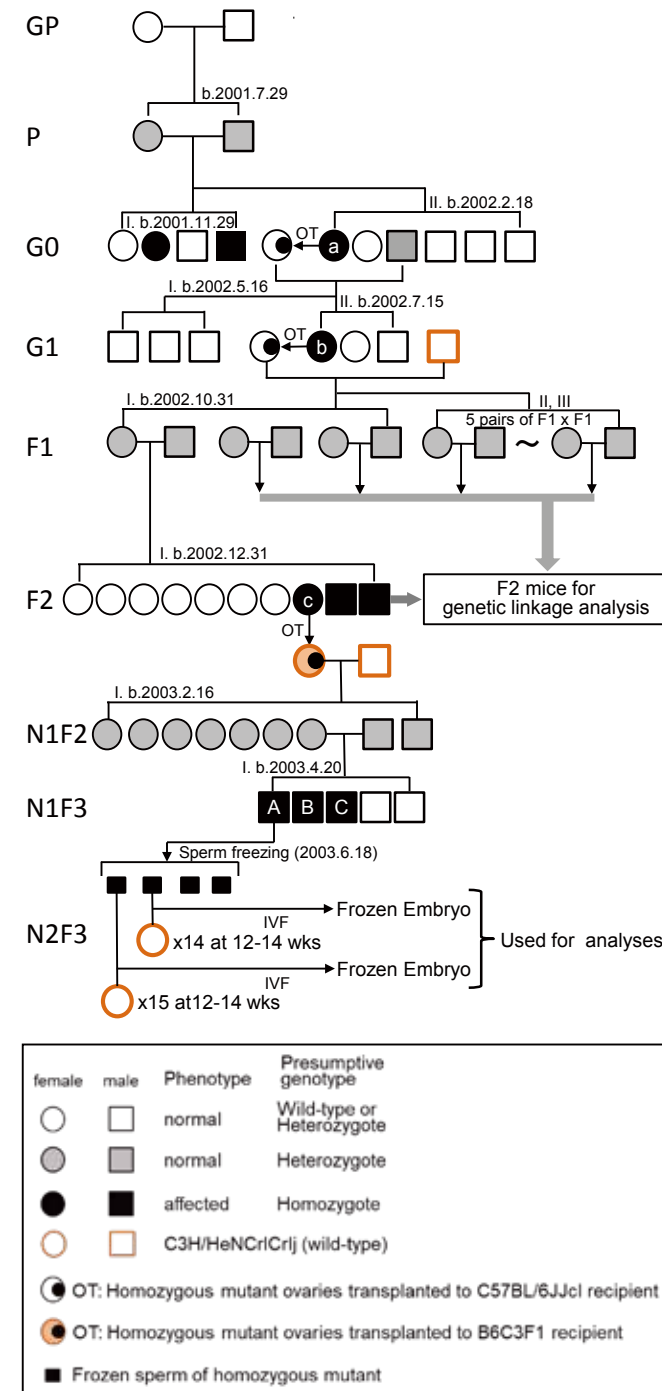 GP
b.2001.7.29
P
I. b.2001.11.29
II. b.2002.2.18
G0
OT
a
I. b.2002.5.16
II. b.2002.7.15
G1
OT
b
I. b.2002.10.31
II, III
5 pairs of F1 x F1
F1
~
I. b.2002.12.31
F2
c
F2 mice for
genetic linkage analysis
OT
I. b.2003.2.16
N1F2
I. b.2003.4.20
N1F3
A B C
Sperm freezing (2003.6.18)
N2F3
IVF
Frozen Embryo
x14 at 12-14 wks
Used for analyses
IVF
Frozen Embryo
x15 at12-14 wks
female male Phenotype Presumptive genotype
normal Wild-type or Heterozygote
normal Heterozygote
affected Homozygote
C3H/HeNCrlCrlj (wild-type)
OT: Homozygous mutant ovaries transplanted to C57BL/6JJcl recipient
OT: Homozygous mutant ovaries transplanted to B6C3F1 recipient
Frozen sperm of homozygous mutant